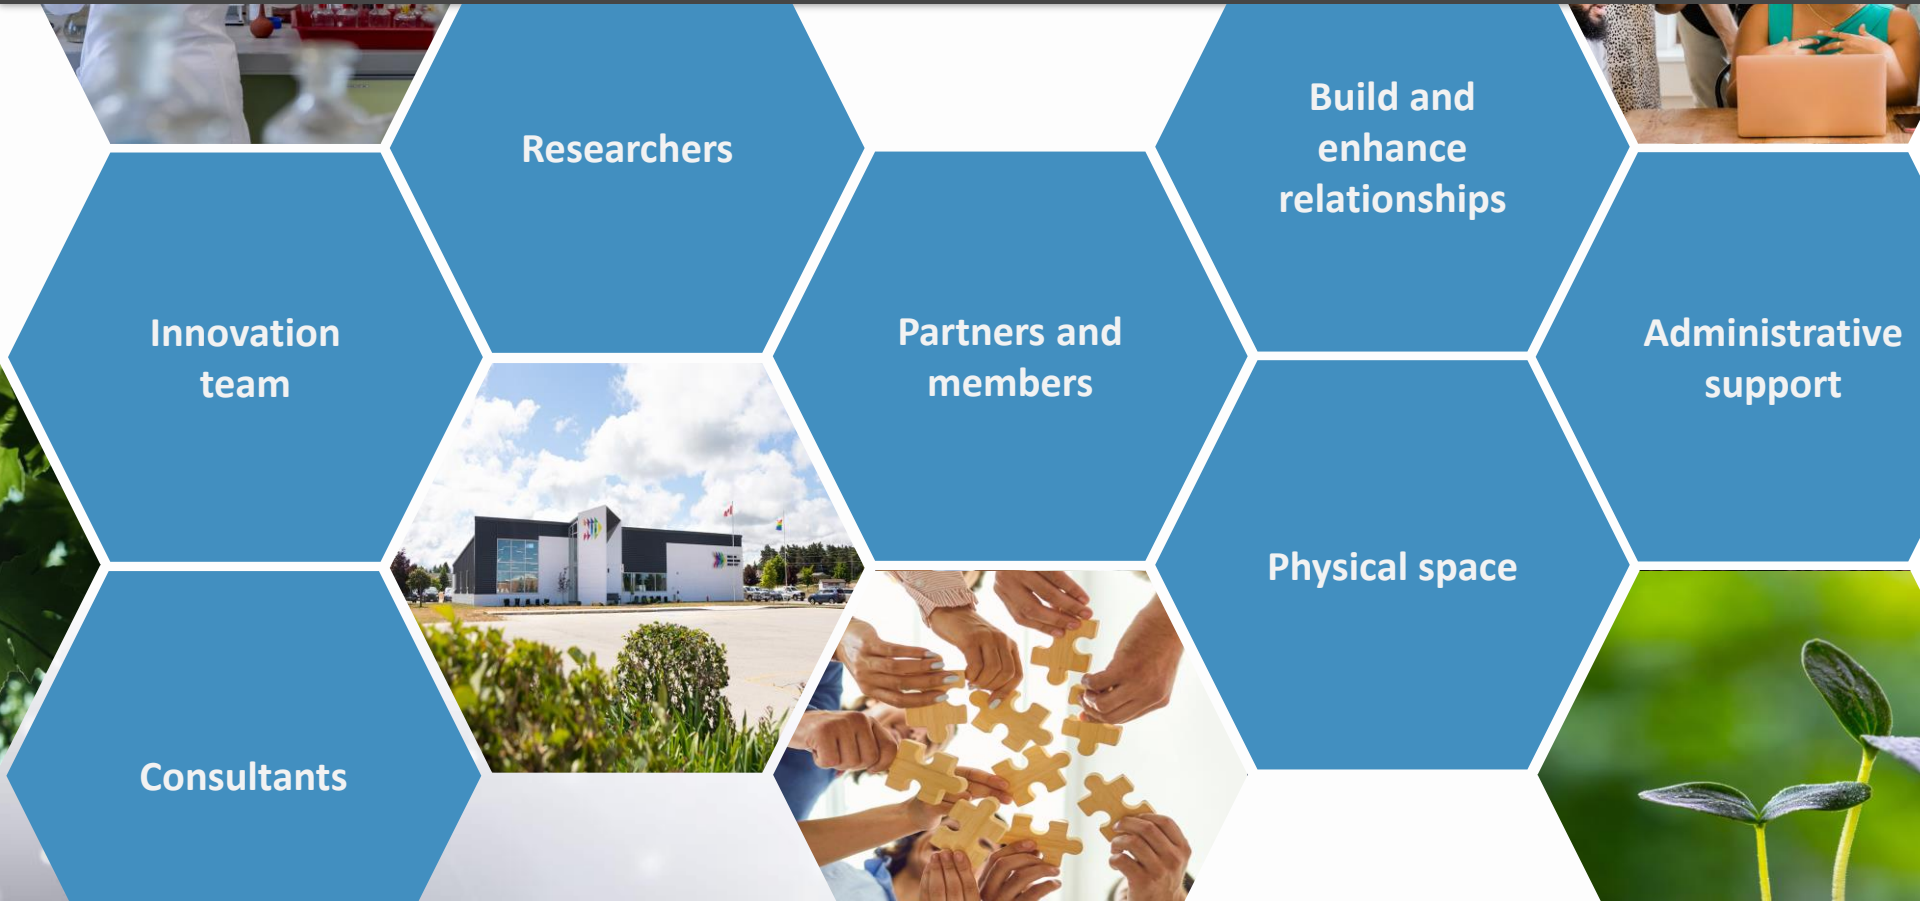 Researchers
Build and
enhance
relationships
Innovation
team
Partners and
members
Administrative
support
Physical space
Consultants